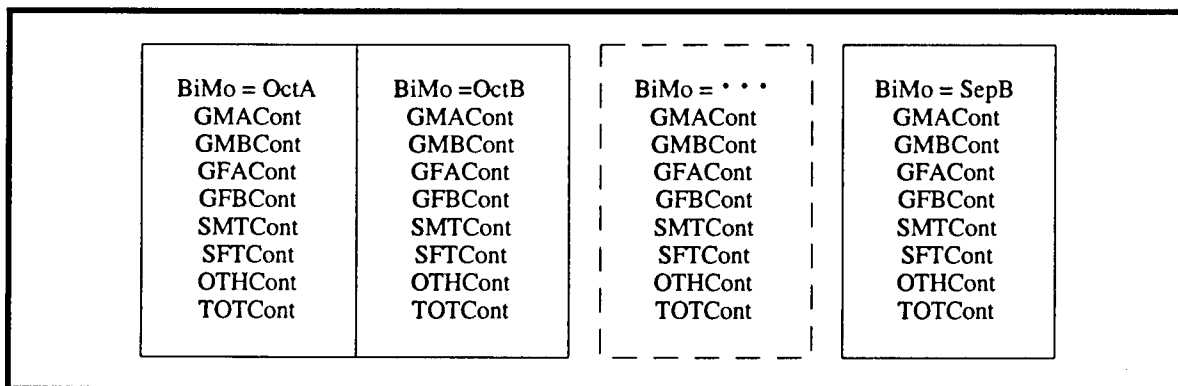 BiMo = OctA
GMACont
GMBCont
GFACont
GFBCont
SMTCont
SFTCont
OTHCont
TOTCont
BiMo =OctB
GMACont
GMBCont
GFACont
GFBCont
SMTCont
SFTCont
OTHCont
TOTCont
BiMo = • • •
GMACont
GMBCont
GFACont
GFBCont
SMTCont
SFTCont
OTHCont
TOTCont
BiMo = SepB
GMACont
GMBCont
GFACont
GFBCont
SMTCont
SFTCont
OTHCont
TOTCont